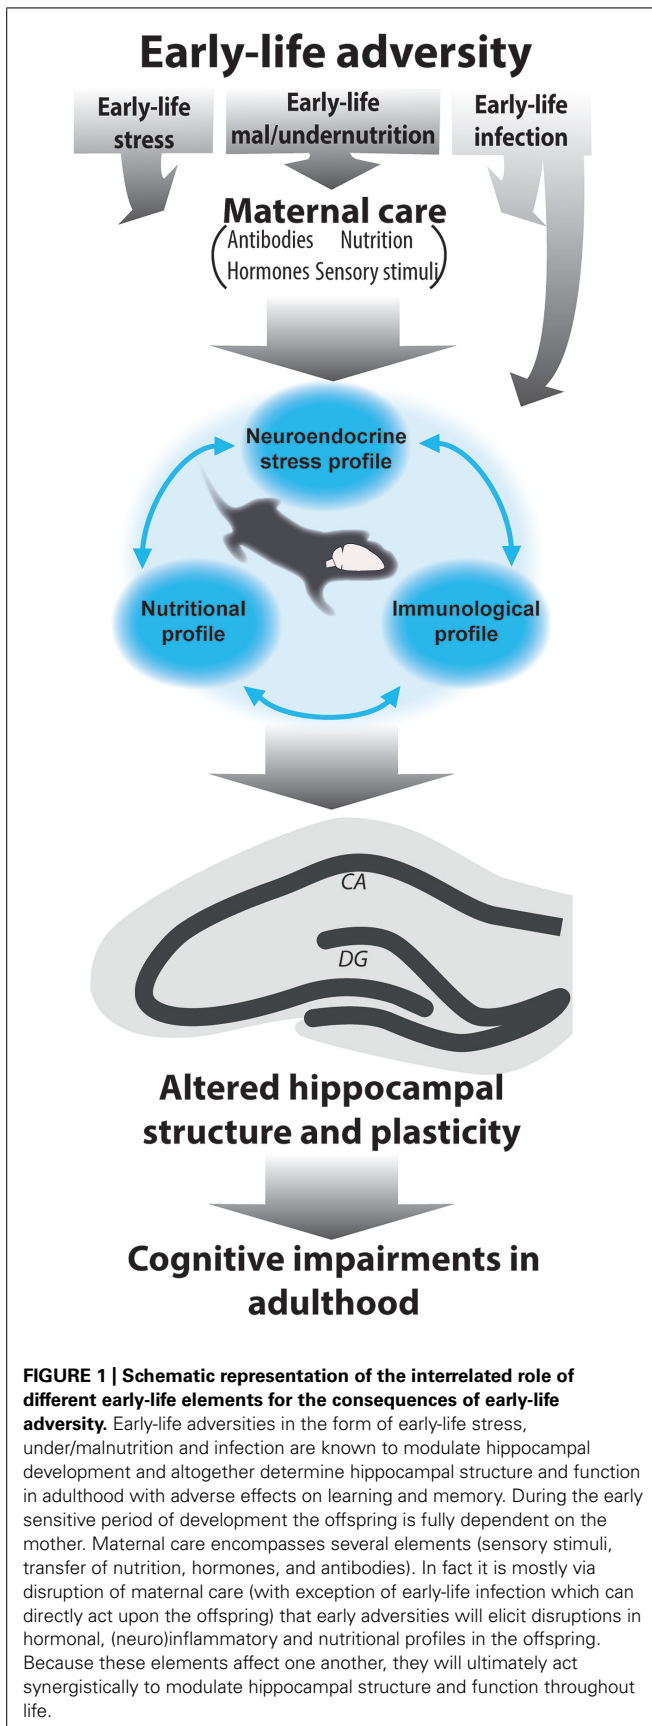 Early-life adversity
Early-life
stress
Early-life
mal/undernutrition
Early-life
infection
Maternal care
(Antibodies Nutrition
Hormones Sensory stimuli)
Neuroendocrine
stress profile
Nutritional
profile
Immunological
profile
CA
DG
Altered hippocampal
structure and plasticity
Cognitive impairments in
adulthood
FIGURE 1 | Schematic representation of the interrelated role of
different early-life elements for the consequences of early-life
adversity. Early-life adversities in the form of early-life stress,
under/malnutrition and infection are known to modulate hippocampal
development and altogether determine hippocampal structure and function
in adulthood with adverse effects on learning and memory. During the early
sensitive period of development the offspring is fully dependent on the
mother. Maternal care encompasses several elements (sensory stimuli,
transfer of nutrition, hormones, and antibodies). In fact it is mostly via
disruption of maternal care (with exception of early-life infection which can
directly act upon the offspring) that early adversities will elicit disruptions in
hormonal, (neuro)inflammatory and nutritional profiles in the offspring.
Because these elements affect one another, they will ultimately act
synergistically to modulate hippocampal structure and function throughout
life.